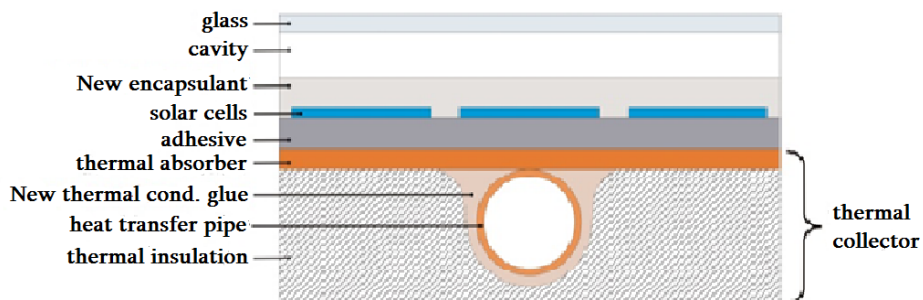 glass
cavity
New encapsulant
solar cells
adhesive
thermal absorber
New thermal cond. glue
heat transfer pipe
thermal insulation
thermal
collector